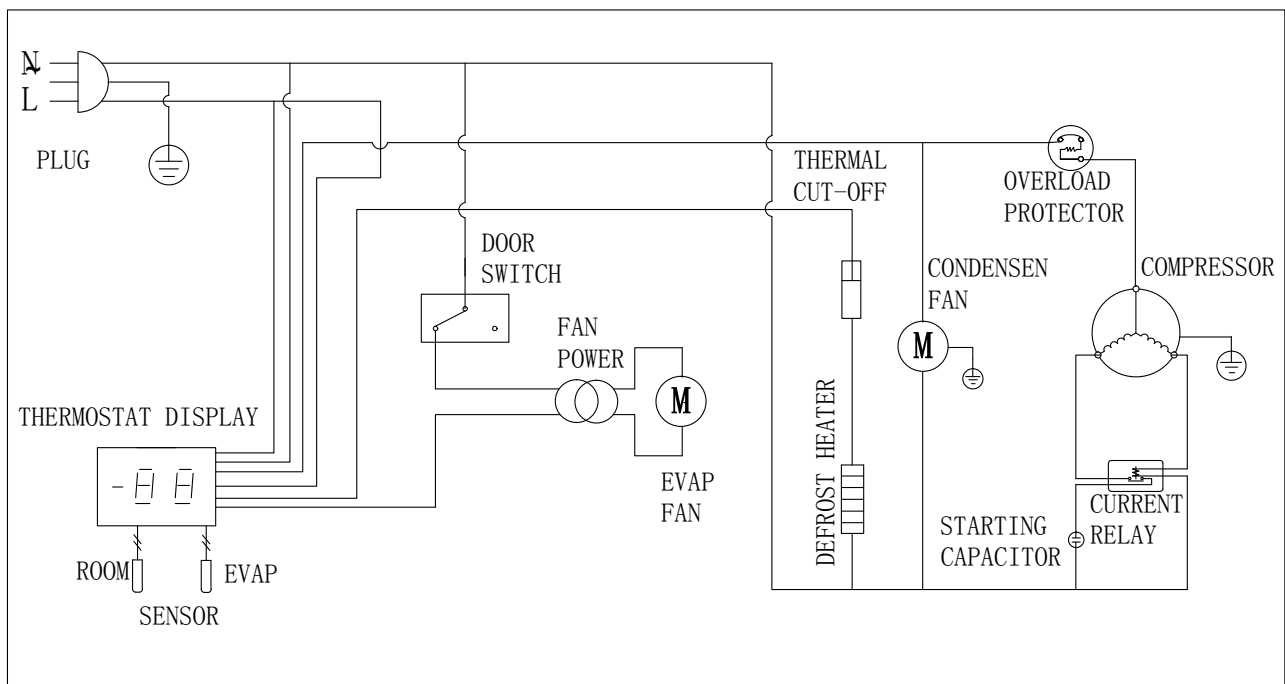 N
~
L
PLUG
THERMAL
CUT-OFF
OVERLOAD
PROTECTOR
DOOR
SWITCH
CONDENSEN
FAN
COMPRESSOR
FAN
POWER
M
M
THERMOSTAT DISPLAY
-88
EVAP
FAN
DEFROST HEATER
CURRENT
RELAY
STARTING
CAPACITOR
ROOM
EVAP
SENSOR